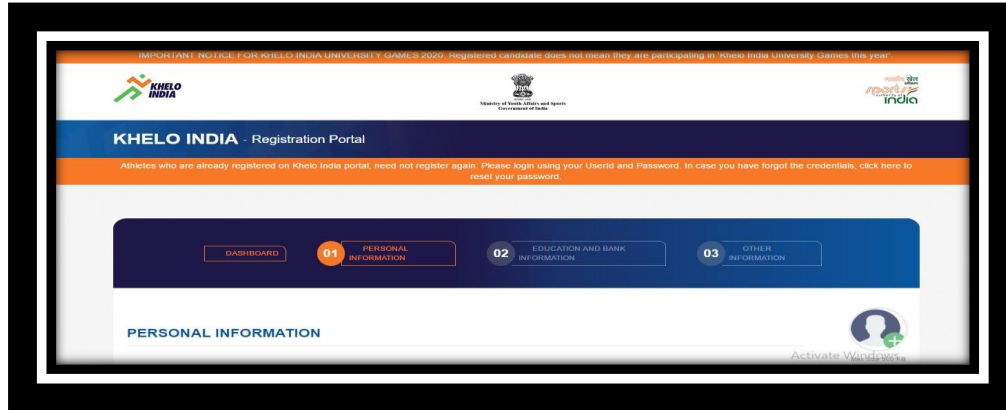 IMPORTANT NOTICE FOR KHELO INDIA UNIVERSITY GAMES 2020: Registered candidate does not mean they are participating in 'Khelo India University Games this year'
KHELO
INDIA
Ministry of Youth Affairs and Sports
Government of India
sports
india
KHELO INDIA - Registration Portal
Athletes who are already registered on Khelo India portal, need not register again. Please login using your UserId and Password. In case you have forgot the credentials, click here to
reset your password.
DASHBOARD
01
PERSONAL
INFORMATION
02
EDUCATION AND BANK
INFORMATION
03
OTHER
INFORMATION
PERSONAL INFORMATION
Activate Windows